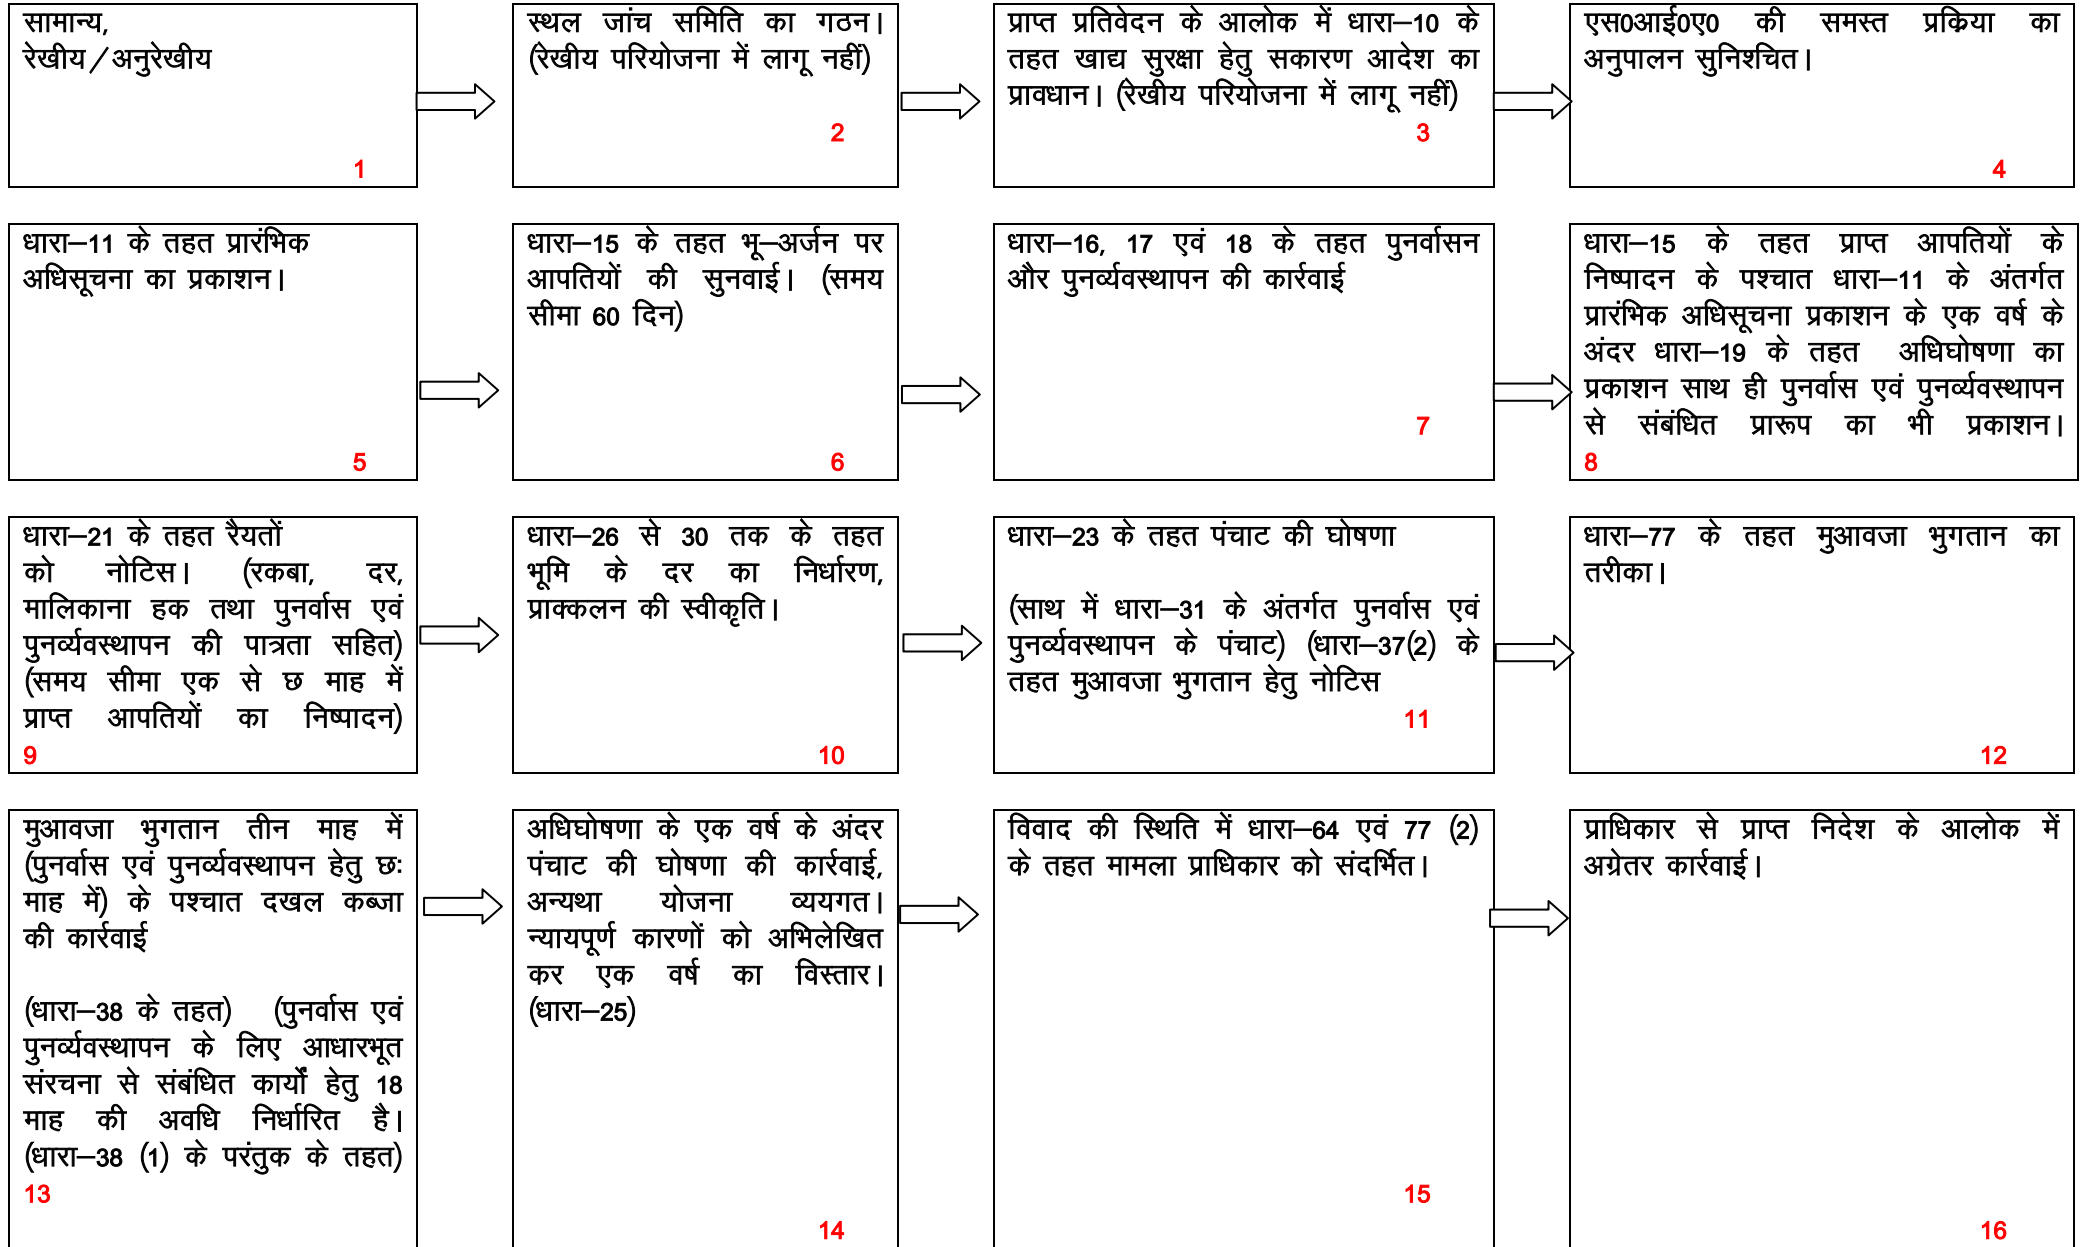 सामान्य,
रेखीय/अनुरेखीय
1
स्थल जांच समिति का गठन।
(रेखीय परियोजना में लागू नहीं)
2
प्राप्त प्रतिवेदन के आलोक में धारा–10 के
तहत खाद्य सुरक्षा हेतु सकारण आदेश का
प्रावधान। (रेखीय परियोजना में लागू नहीं)
3
एस0आई0ए0 की समस्त प्रक्रिया का
अनुपालन सुनिश्चित।
4
धारा–11 के तहत प्रारंभिक
अधिसूचना का प्रकाशन।
5
धारा–15 के तहत भू–अर्जन पर
आपतियों की सुनवाई। (समय
सीमा 60 दिन)
6
धारा–16, 17 एवं 18 के तहत पुनर्वासन
और पुनर्व्यवस्थापन की कार्रवाई
7
धारा–15 के तहत प्राप्त आपतियों के
निष्पादन के पश्चात धारा–11 के अंतर्गत
प्रारंभिक अधिसूचना प्रकाशन के एक वर्ष के
अंदर धारा–19 के तहत अधिघोषणा का
प्रकाशन साथ ही पुनर्वास एवं पुनर्व्यवस्थापन
से संबंधित प्रारूप का भी प्रकाशन।
8
धारा–21 के तहत रैयतों
को नोटिस। (रकबा, दर,
मालिकाना हक तथा पुनर्वास एवं
पुनर्व्यवस्थापन की पात्रता सहित)
(समय सीमा एक से छ माह में
प्राप्त आपतियों का निष्पादन)
9
धारा–26 से 30 तक के तहत
भूमि के दर का निर्धारण,
प्राक्कलन की स्वीकृति।
10
धारा–23 के तहत पंचाट की घोषणा
(साथ में धारा–31 के अंतर्गत पुनर्वास एवं
पुनर्व्यवस्थापन के पंचाट) (धारा–37(2) के
तहत मुआवजा भुगतान हेतु नोटिस
11
धारा–77 के तहत मुआवजा भुगतान का
तरीका।
12
मुआवजा भुगतान तीन माह में
(पुनर्वास एवं पुनर्व्यवस्थापन हेतु छः
माह में) के पश्चात दखल कब्जा
की कार्रवाई
(धारा–38 के तहत) (पुनर्वास एवं
पुनर्व्यवस्थापन के लिए आधारभूत
संरचना से संबंधित कार्यों हेतु 18
माह की अवधि निर्धारित है।
(धारा–38 (1) के परंतुक के तहत)
13
अधिघोषणा के एक वर्ष के अंदर
पंचाट की घोषणा की कार्रवाई,
अन्यथा योजना व्ययगत।
न्यायपूर्ण कारणों को अभिलेखित
कर एक वर्ष का विस्तार।
(धारा–25)
14
विवाद की स्थिति में धारा–64 एवं 77 (2)
के तहत मामला प्राधिकार को संदर्भित।
15
प्राधिकार से प्राप्त निदेश के आलोक में
अग्रेतर कार्रवाई।
16